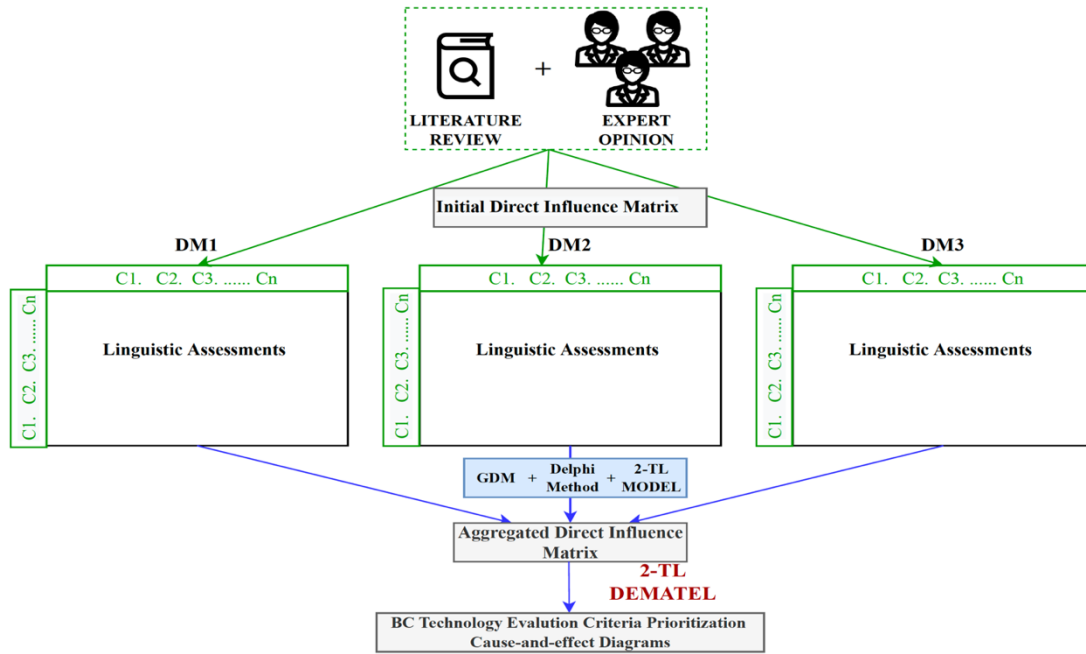 +
LITERATURE
REVIEW
EXPERT
OPINION
Initial Direct Influence Matrix
DM1
DM2
DM3
C1. C2. C3. ...... Cn
C1. C2. C3. ...... Cn
Linguistic Assessments
C1. C2. C3. ...... Cn
C1. C2. C3. ...... Cn
Linguistic Assessments
C1. C2. C3. ...... Cn
C1. C2. C3. ...... Cn
Linguistic Assessments
GDM + Delphi Method + 2-TL MODEL
Aggregated Direct Influence
Matrix
2-TL
DEMATEL
BC Technology Evalution Criteria Prioritization
Cause-and-effect Diagrams